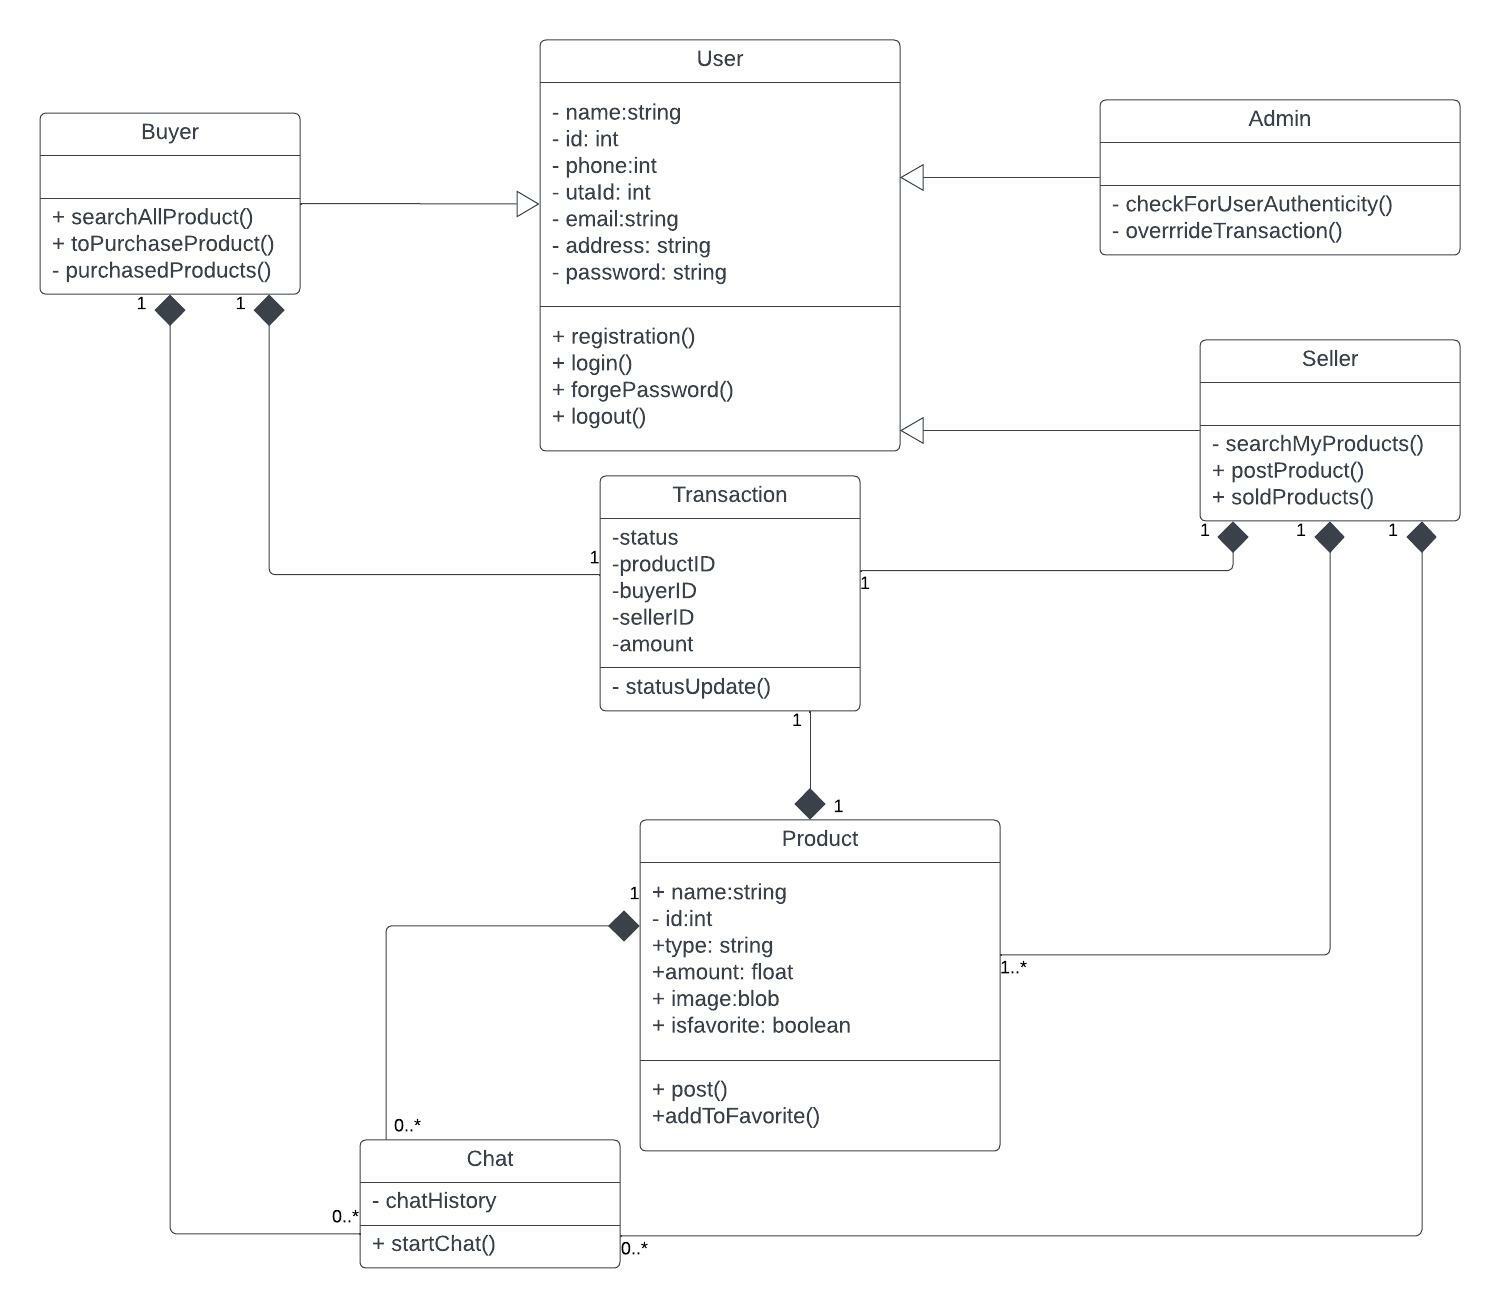 User
- name:string
- id: int
- phone:int
- utaId: int
- email:string
- address: string
- password: string
+ registration()
+ login()
+ forgePassword()
+ logout()
Buyer
+ searchAllProduct()
+ toPurchaseProduct()
- purchasedProducts()
1
1
Admin
- checkForUserAuthenticity()
- overrrideTransaction()
Seller
- searchMyProducts()
+ postProduct()
+ soldProducts()
1
1
1
Transaction
-status
-productID
-buyerID
-sellerID
-amount
- statusUpdate()
1
1
1
1
Product
+ name:string
- id:int
+type: string
+amount: float
+ image:blob
+ isfavorite: boolean
+ post()
+addToFavorite()
1
1..*
0..*
Chat
- chatHistory
+ startChat()
0..*
0..*